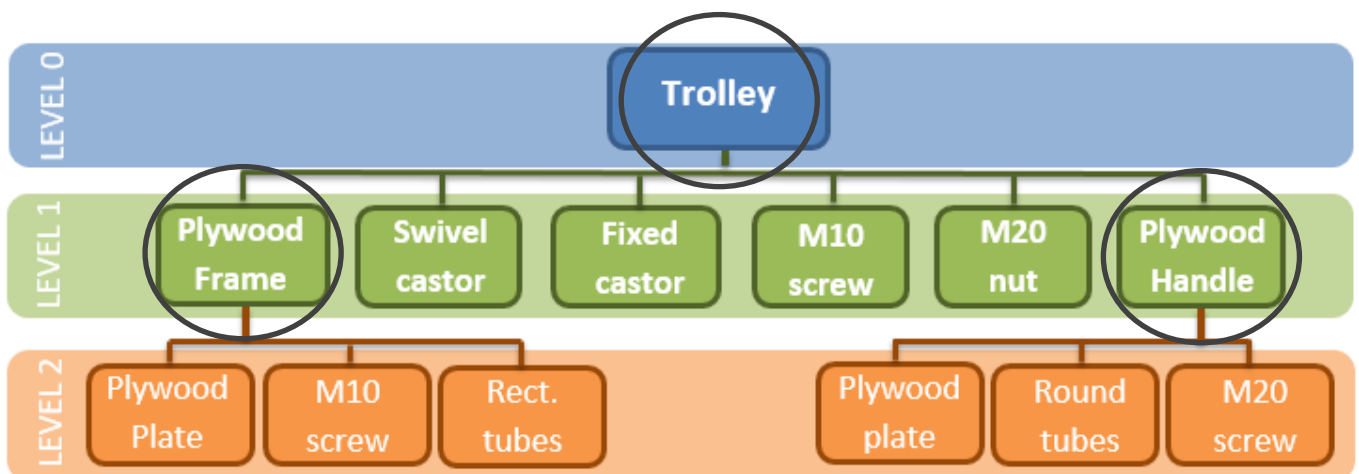 LEVEL 0
Trolley
LEVEL 1
Plywood
Frame
Swivel
castor
Fixed
castor
M10
screw
M20
nut
Plywood
Handle
LEVEL 2
Plywood
Plate
M10
screw
Rect.
tubes
Plywood
plate
Round
tubes
M20
screw